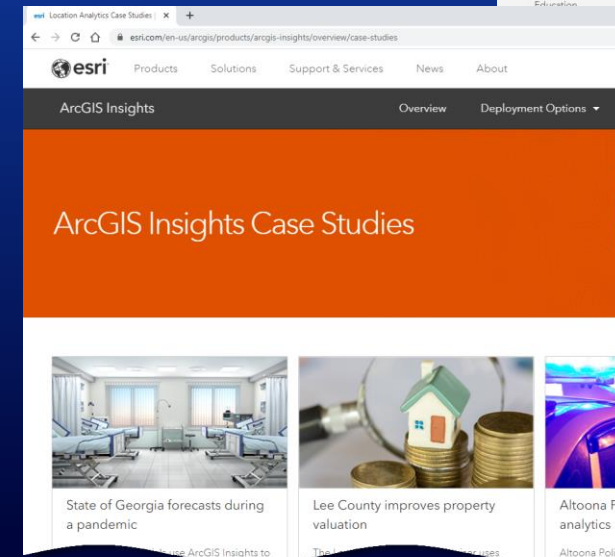 Education
esri Location Analytics Case Studies |
esri.com/en-us/arcgis/products/arcgis-insights/overview/case-studies
esri Products Solutions Support & Services News About
ArcGIS Insights Overview Deployment Options
ArcGIS Insights Case Studies
State of Georgia forecasts during
a pandemic
use ArcGIS Insights to
Lee County improves property
valuation
The
uses
Altoona
analytics
Altoona